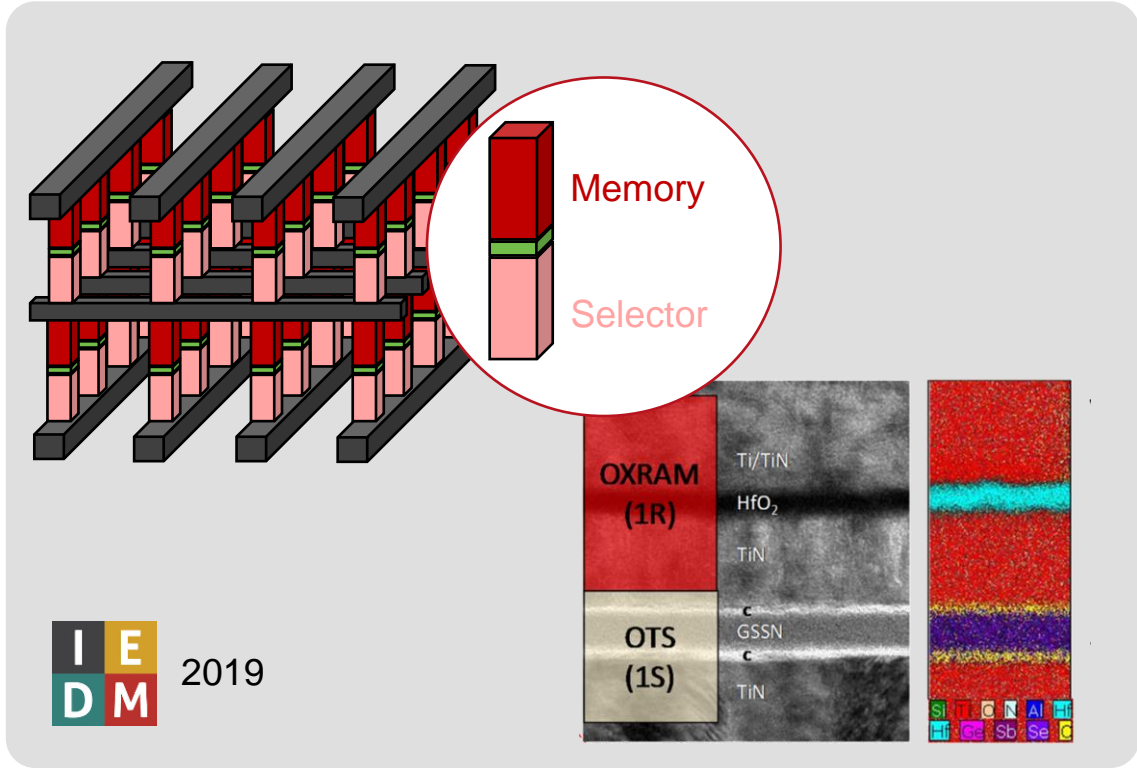 Memory
Selector
OXRAM
(1R)
Ti/TiN
HfO₂
TiN
OTS
(1S)
c
GSSN
c
TiN
I E
D M
2019
Si Ti O N Al Hf
Hf Ge Sb Se C